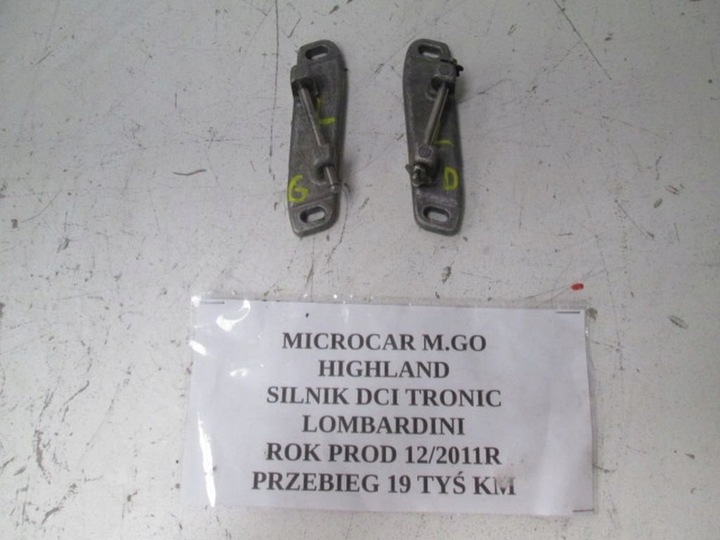 G
D
MICROCAR M.GO
HIGHLAND
SILNIK DCI TRONIC
LOMBARDINI
ROK PROD 12/2011R
PRZEBIEG 19 TYŚ KM